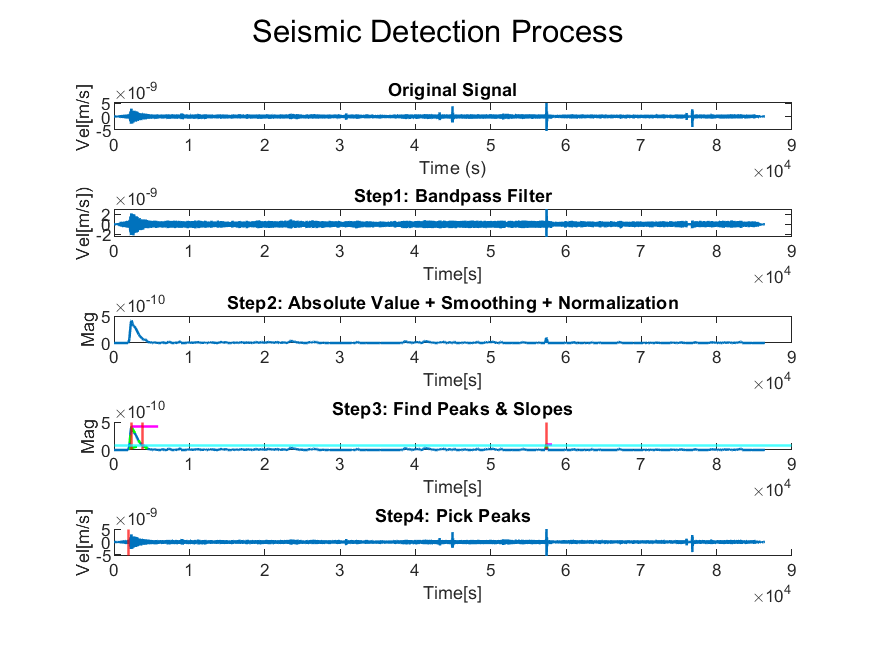 Seismic Detection Process
Original Signal
×10-9
Vel[m/s]
5
0
-5
0 1 2 3 4 5 6 7 8 9
Time (s)
×104
Step1: Bandpass Filter
×10-9
Vel[m/s])
2
0
-2
0 1 2 3 4 5 6 7 8 9
Time[s]
×104
Step2: Absolute Value + Smoothing + Normalization
×10-10
Mag
5
0
0 1 2 3 4 5 6 7 8 9
Time[s]
×104
Step3: Find Peaks & Slopes
×10-10
Mag
5
0
0 1 2 3 4 5 6 7 8 9
Time[s]
×104
Step4: Pick Peaks
×10-9
Vel[m/s]
5
0
-5
0 1 2 3 4 5 6 7 8 9
Time[s]
×104